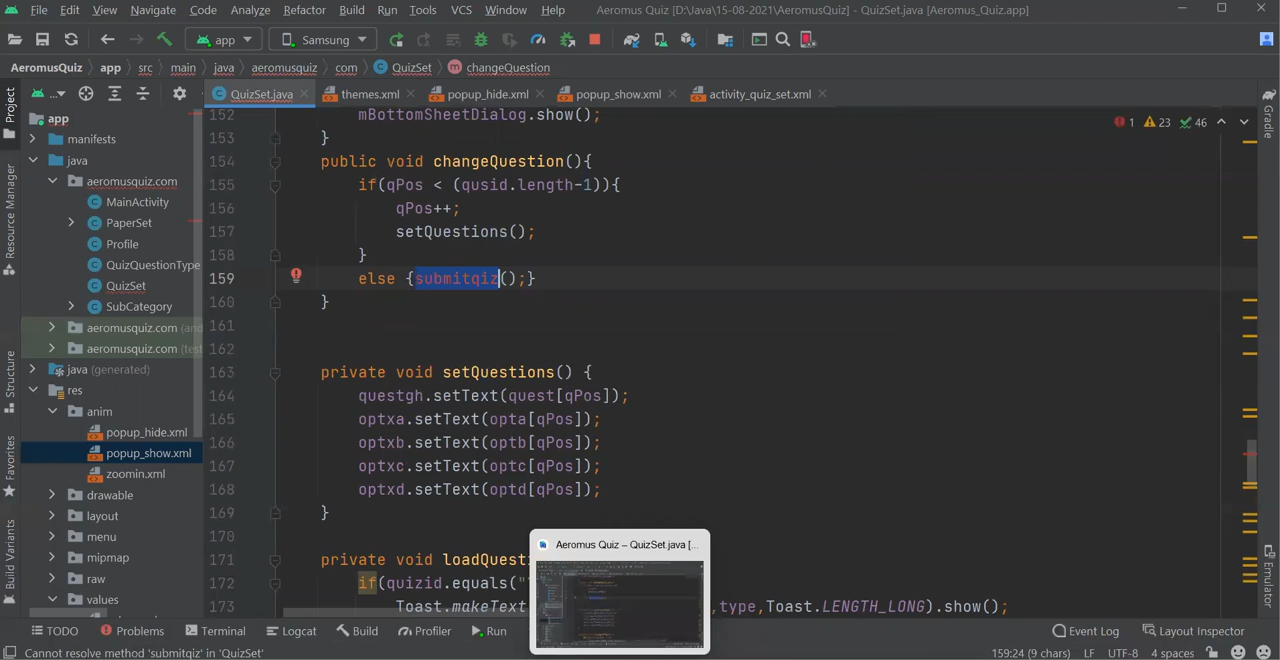 File Edit View Navigate Code Analyze Refactor Build Run Tools VCS Window Help Aeromus Quiz [D:\Java\15-08-2021\AeromusQuiz] - QuizSet.java [Aeromus_Quiz.app]
app Samsung
AeromusQuiz app src main java aeromusquiz com QuizSet changeQuestion
Project QuizSet.java themes.xml popup_hide.xml popup_show.xml activity_quiz_set.xml
Gradle
Resource Manager
Structure
Favorites
Build Variants
Emulator
app
manifests
java
aeromusquiz.com
MainActivity
PaperSet
Profile
QuizQuestionType
QuizSet
SubCategory
aeromusquiz.com (and
aeromusquiz.com (test
java (generated)
res
anim
popup_hide.xml
popup_show.xml
zoomin.xml
drawable
layout
menu
mipmap
raw
values
1 23 46
152 mBottomSheetDialog.show();
153 }
154 public void changeQuestion(){
155 if(qPos < (qusid.length-1)){
156 qPos++;
157 setQuestions();
158 }
159 else {submitqiz();}
160 }
161
162
163 private void setQuestions() {
164 questgh.setText(quest[qPos]);
165 optxa.setText(opta[qPos]);
166 optxb.setText(optb[qPos]);
167 optxc.setText(optc[qPos]);
168 optxd.setText(optd[qPos]);
169 }
170
171 private void loadQuest
172 if(quizid.equals("
173 Toast.makeText ,type,Toast.LENGTH_LONG).show();
Aeromus Quiz – QuizSet.java [...
TODO Problems Terminal Logcat Build Profiler Run Event Log Layout Inspector
Cannot resolve method 'submitqiz' in 'QuizSet' 159:24 (9 chars) LF UTF-8 4 spaces